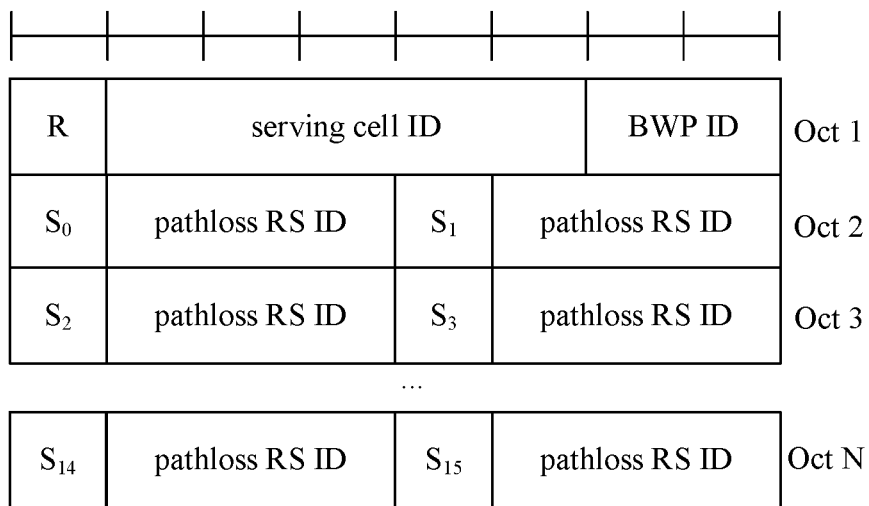 R serving cell ID BWP ID Oct 1
S₀ pathloss RS ID S₁ pathloss RS ID Oct 2
S₂ pathloss RS ID S₃ pathloss RS ID Oct 3
...
S₁₄ pathloss RS ID S₁₅ pathloss RS ID Oct N